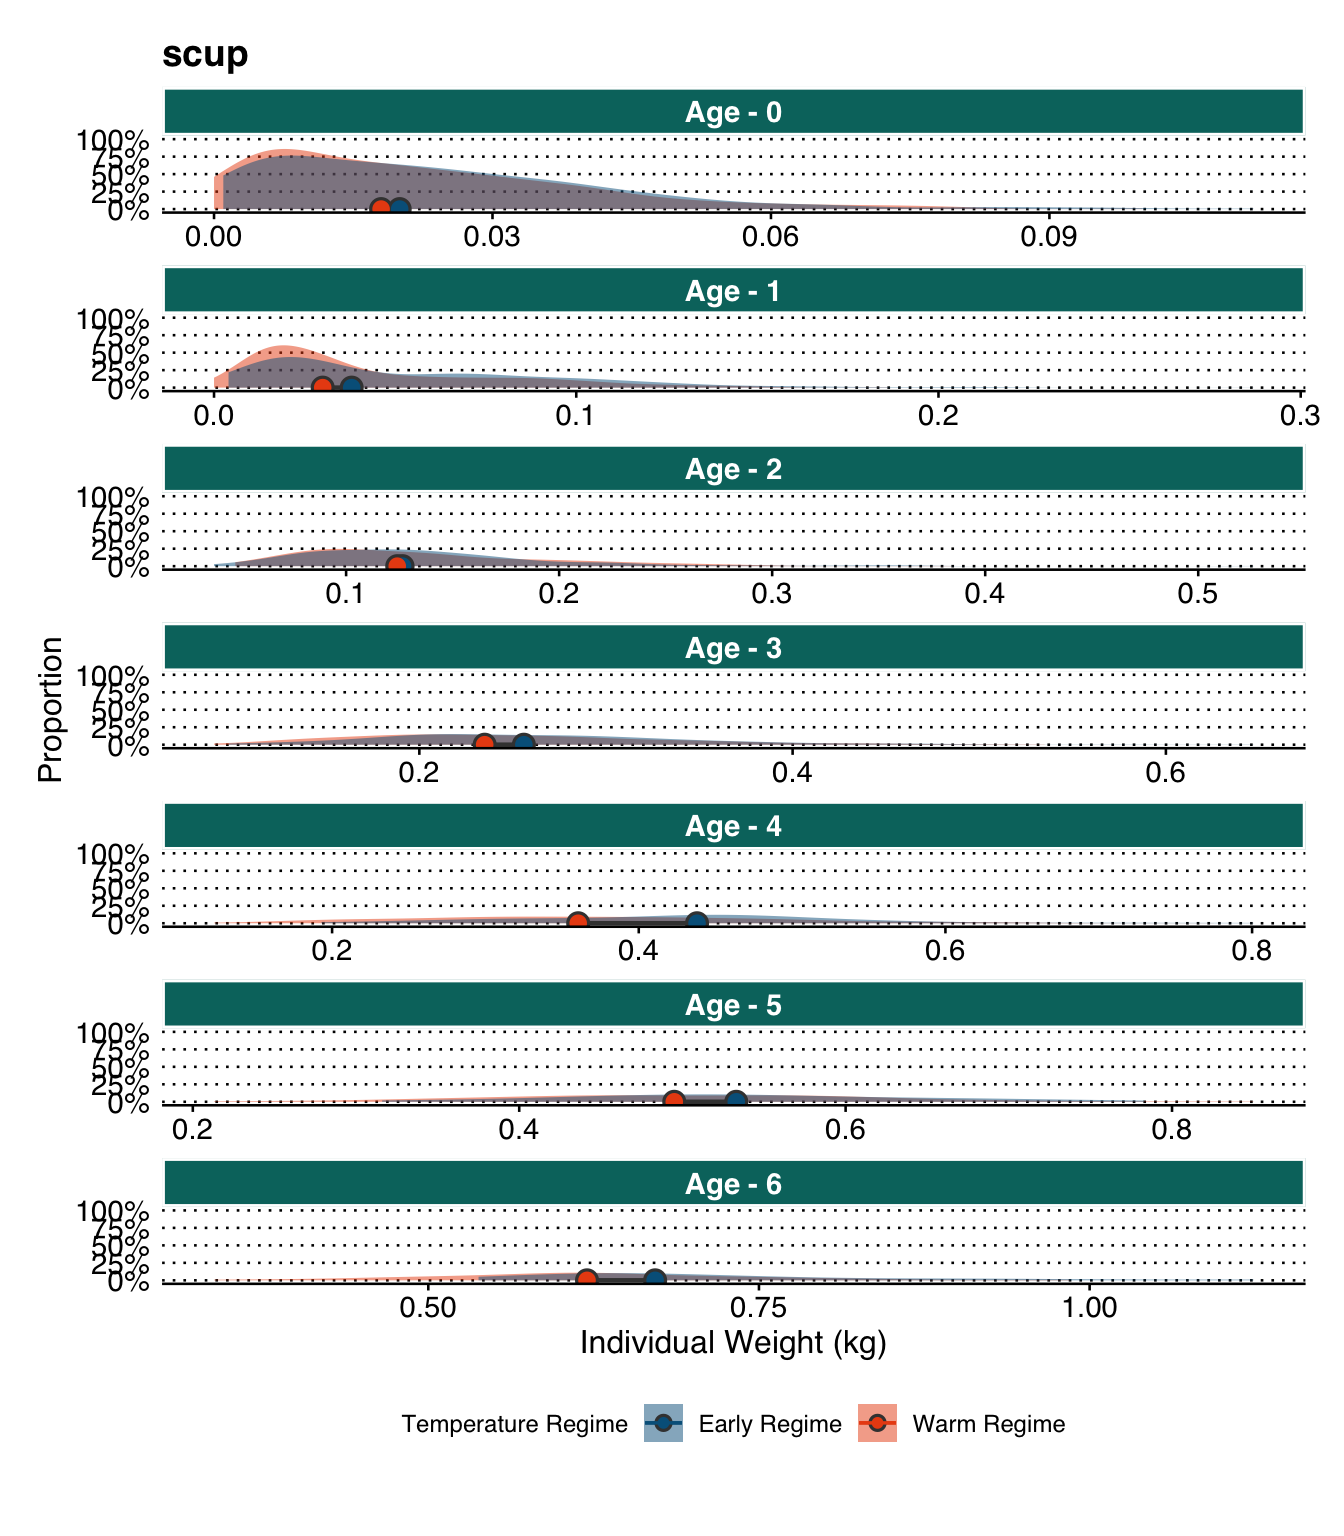 scup
Age - 0
100%
75%
50%
25%
0%
0.00 0.03 0.06 0.09
Age - 1
100%
75%
50%
25%
0%
0.0 0.1 0.2 0.3
Age - 2
100%
75%
50%
25%
0%
0.1 0.2 0.3 0.4 0.5
Proportion
Age - 3
100%
75%
50%
25%
0%
0.2 0.4 0.6
Age - 4
100%
75%
50%
25%
0%
0.2 0.4 0.6 0.8
Age - 5
100%
75%
50%
25%
0%
0.2 0.4 0.6 0.8
Age - 6
100%
75%
50%
25%
0%
0.50 0.75 1.00
Individual Weight (kg)
Temperature Regime Early Regime Warm Regime